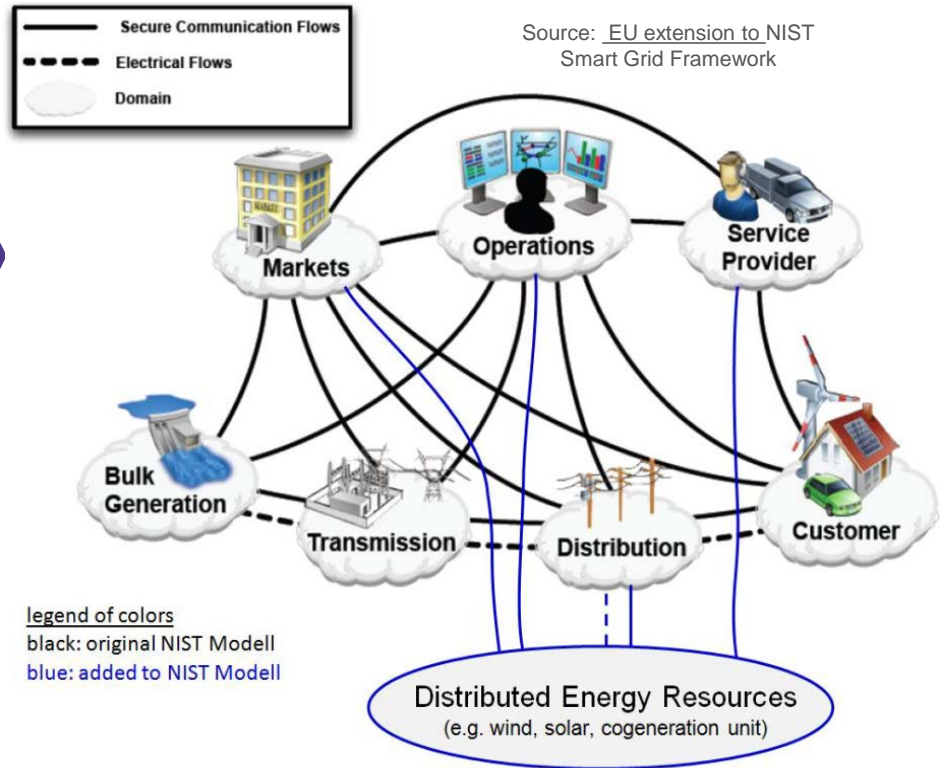 Secure Communication Flows
Electrical Flows
Domain
Source: EU extension to NIST
Smart Grid Framework
MARKET
Markets
Operations
Service
Provider
Bulk
Generation
Transmission
Distribution
Customer
legend of colors
black: original NIST Modell
blue: added to NIST Modell
Distributed Energy Resources
(e.g. wind, solar, cogeneration unit)